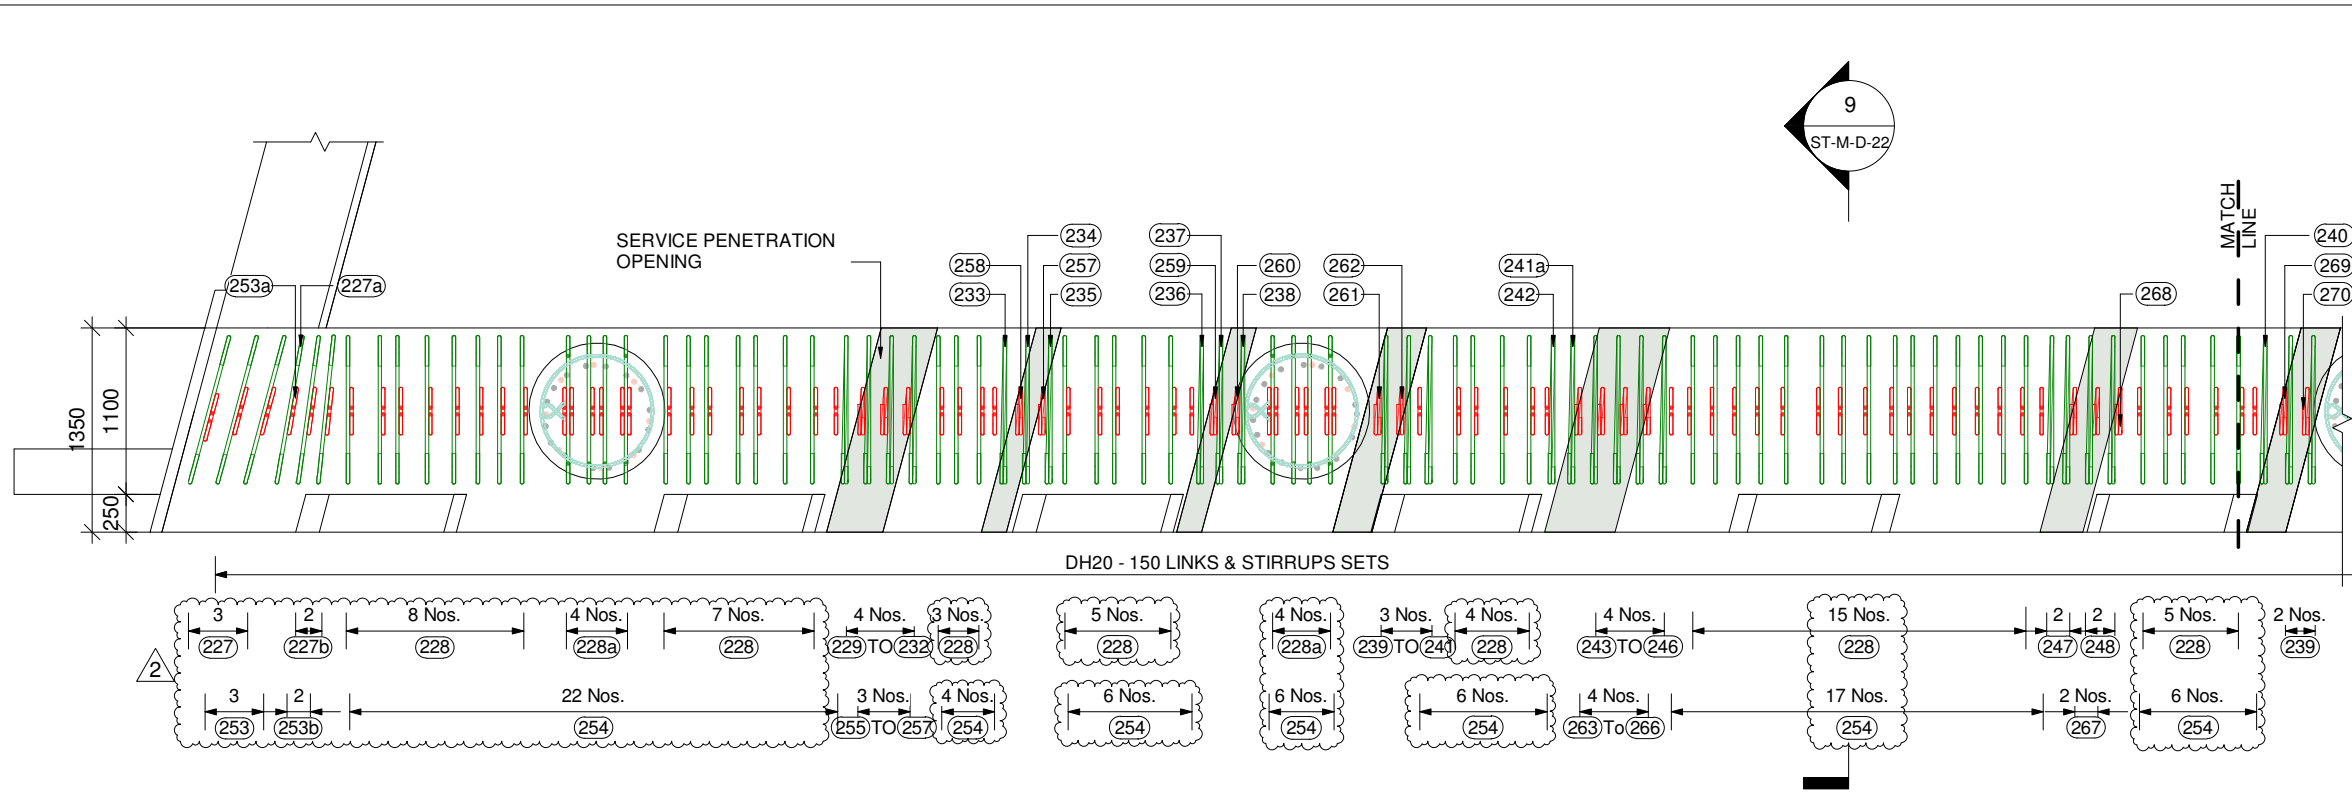 9
ST-M-D-22
MATCH
LINE
SERVICE PENETRATION
OPENING
234
237
240
258
257
259
260
262
241a
269
253a
227a
233
235
236
238
261
242
268
270
1350
1100
250
DH20 - 150 LINKS & STIRRUPS SETS
3
2
8 Nos.
4 Nos.
7 Nos.
4 Nos.
3 Nos.
5 Nos.
4 Nos.
3 Nos.
4 Nos.
4 Nos.
15 Nos.
2
2
5 Nos.
2 Nos.
227
227b
228
228a
228
229 TO 232
228
228
228a
239 TO 241
228
243 TO 246
228
247
248
228
239
2
3
2
22 Nos.
3 Nos.
4 Nos.
6 Nos.
6 Nos.
6 Nos.
4 Nos.
17 Nos.
2 Nos.
6 Nos.
253
253b
254
255 TO 257
254
254
254
254
263 To 266
254
267
254